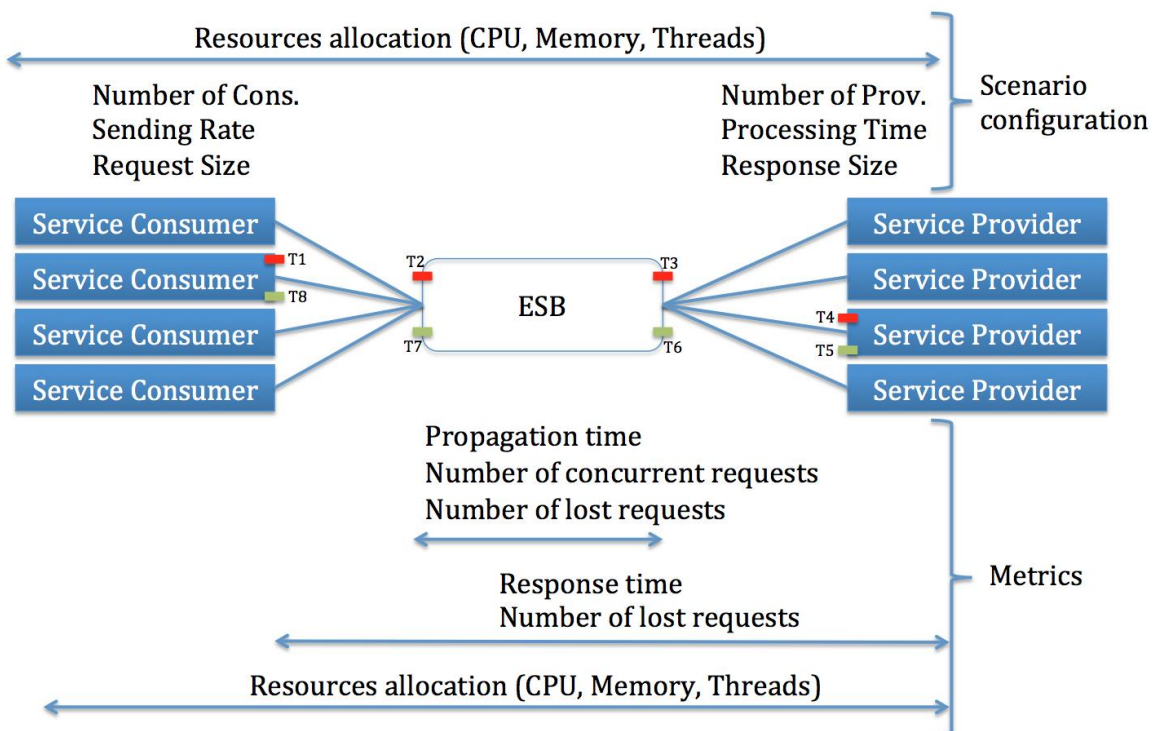 Resources allocation (CPU, Memory, Threads)
Number of Cons.
Sending Rate
Request Size
Number of Prov.
Processing Time
Response Size
Scenario
configuration
Service Consumer
Service Consumer
Service Consumer
Service Consumer
T1
T8
T2
T7
ESB
T3
T6
T4
T5
Service Provider
Service Provider
Service Provider
Service Provider
Propagation time
Number of concurrent requests
Number of lost requests
Response time
Number of lost requests
Metrics
Resources allocation (CPU, Memory, Threads)